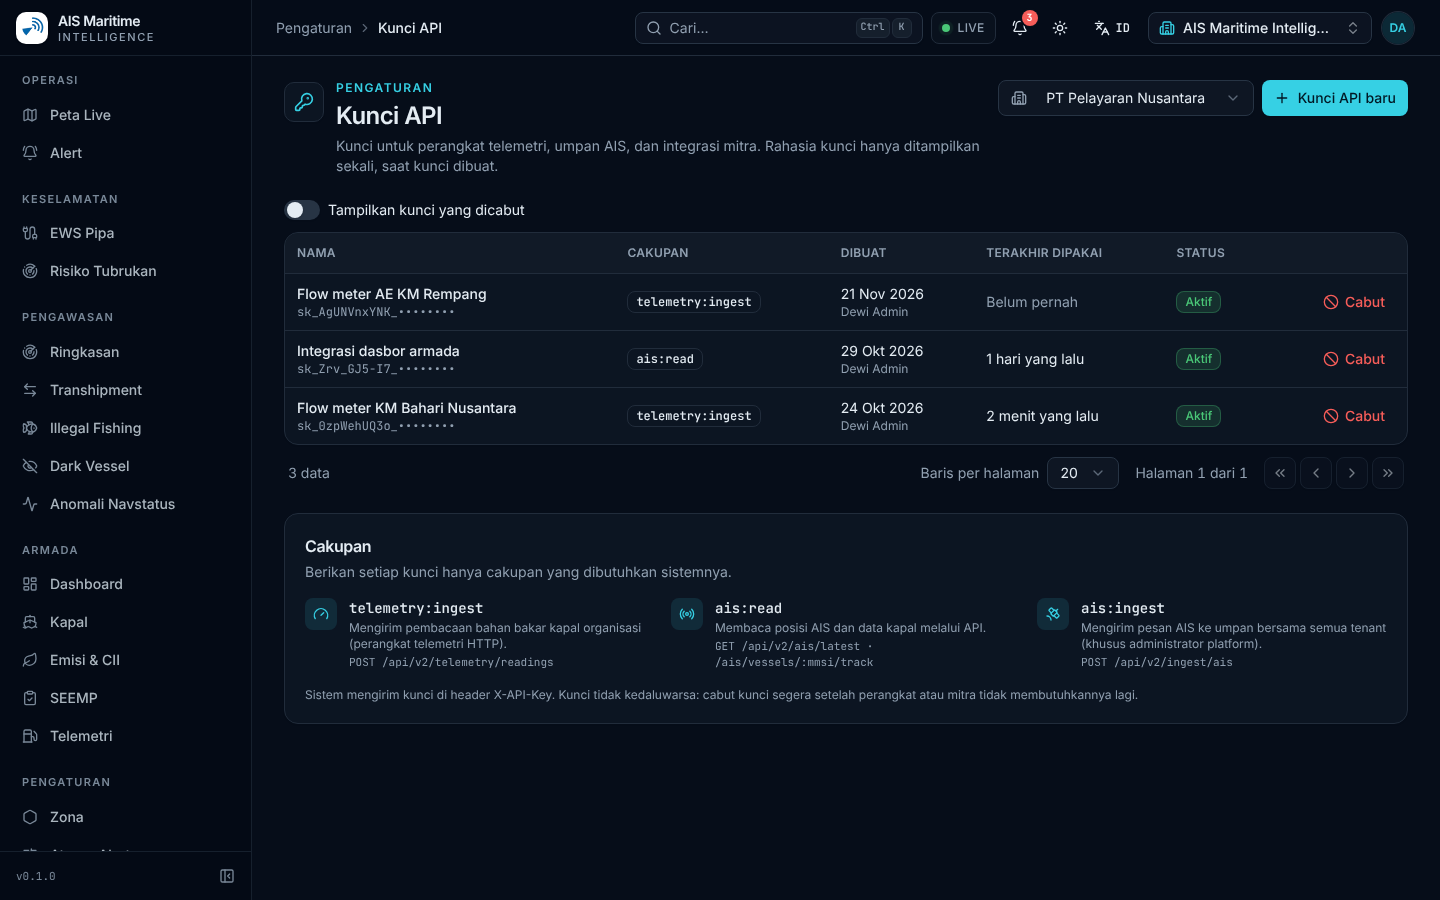 AIS Maritime
INTELLIGENCE
Pengaturan > Kunci API
Cari...
Ctrl K
LIVE
3
ID
AIS Maritime Intellig...
DA
OPERASI
Peta Live
Alert
KESELAMATAN
EWS Pipa
Risiko Tubrukan
PENGAWASAN
Ringkasan
Transhipment
Illegal Fishing
Dark Vessel
Anomali Navstatus
ARMADA
Dashboard
Kapal
Emisi & CII
SEEMP
Telemetri
PENGATURAN
Zona
v0.1.0
PENGATURAN
Kunci API
Kunci untuk perangkat telemetri, umpan AIS, dan integrasi mitra. Rahasia kunci hanya ditampilkan
sekali, saat kunci dibuat.
PT Pelayaran Nusantara
+ Kunci API baru
Tampilkan kunci yang dicabut
NAMA CAKUPAN DIBUAT TERAKHIR DIPAKAI STATUS
Flow meter AE KM Rempang telemetry:ingest 21 Nov 2026 Belum pernah Aktif Cabut
sk_AgUNVnxYNK_•••••••• Dewi Admin
Integrasi dasbor armada ais:read 29 Okt 2026 1 hari yang lalu Aktif Cabut
sk_Zrv_GJ5-I7_•••••••• Dewi Admin
Flow meter KM Bahari Nusantara telemetry:ingest 24 Okt 2026 2 menit yang lalu Aktif Cabut
sk_0zpWehUQ3o_•••••••• Dewi Admin
3 data
Baris per halaman 20 Halaman 1 dari 1
Cakupan
Berikan setiap kunci hanya cakupan yang dibutuhkan sistemnya.
telemetry:ingest
Mengirim pembacaan bahan bakar kapal organisasi
(perangkat telemetri HTTP).
POST /api/v2/telemetry/readings
ais:read
Membaca posisi AIS dan data kapal melalui API.
GET /api/v2/ais/latest ·
/ais/vessels/:mmsi/track
ais:ingest
Mengirim pesan AIS ke umpan bersama semua tenant
(khusus administrator platform).
POST /api/v2/ingest/ais
Sistem mengirim kunci di header X-API-Key. Kunci tidak kedaluwarsa: cabut kunci segera setelah perangkat atau mitra tidak membutuhkannya lagi.